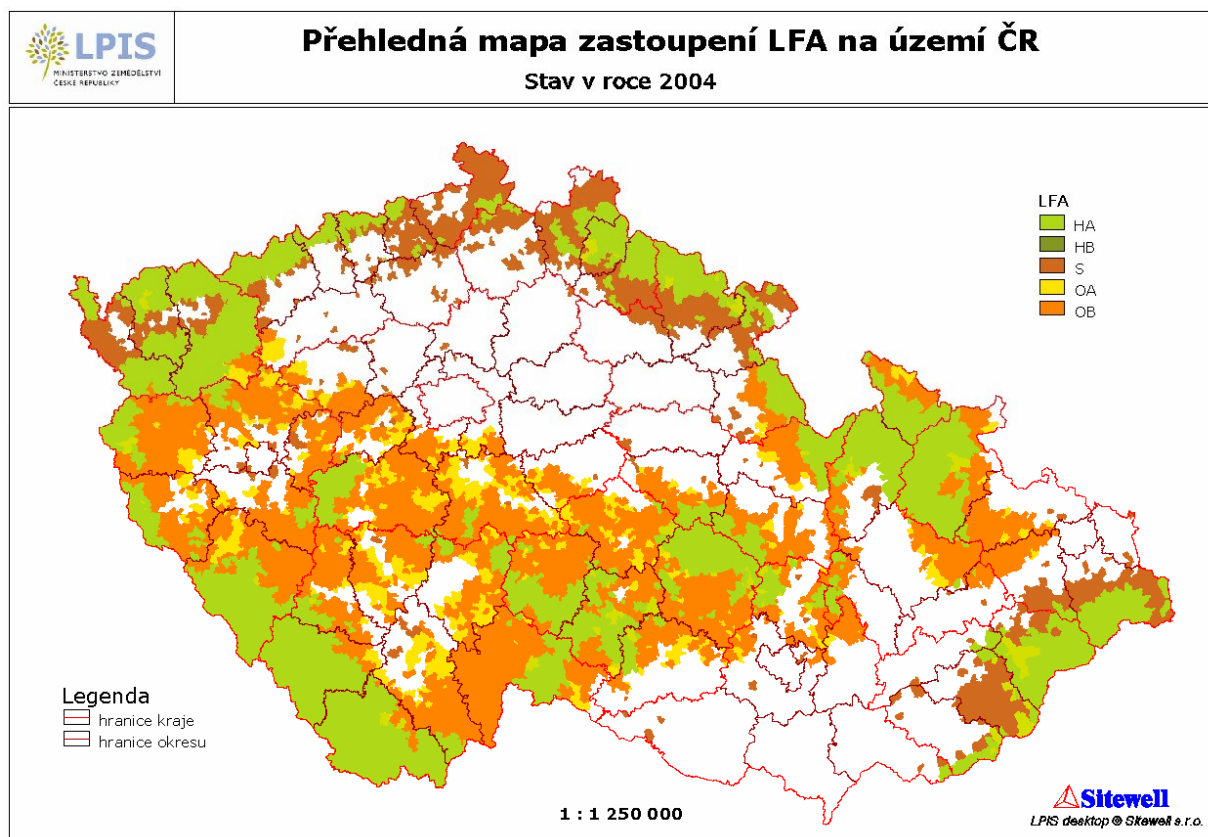 LPIS
MINISTERSTVO ZEMĚDĚLSTVÍ
ČESKÉ REPUBLIKY
Přehledná mapa zastoupení LFA na území ČR
Stav v roce 2004
LFA
HA
HB
S
OA
OB
Legenda
hranice kraje
hranice okresu
1 : 1 250 000
Sitewell
LPIS desktop © Sitewell s.r.o.